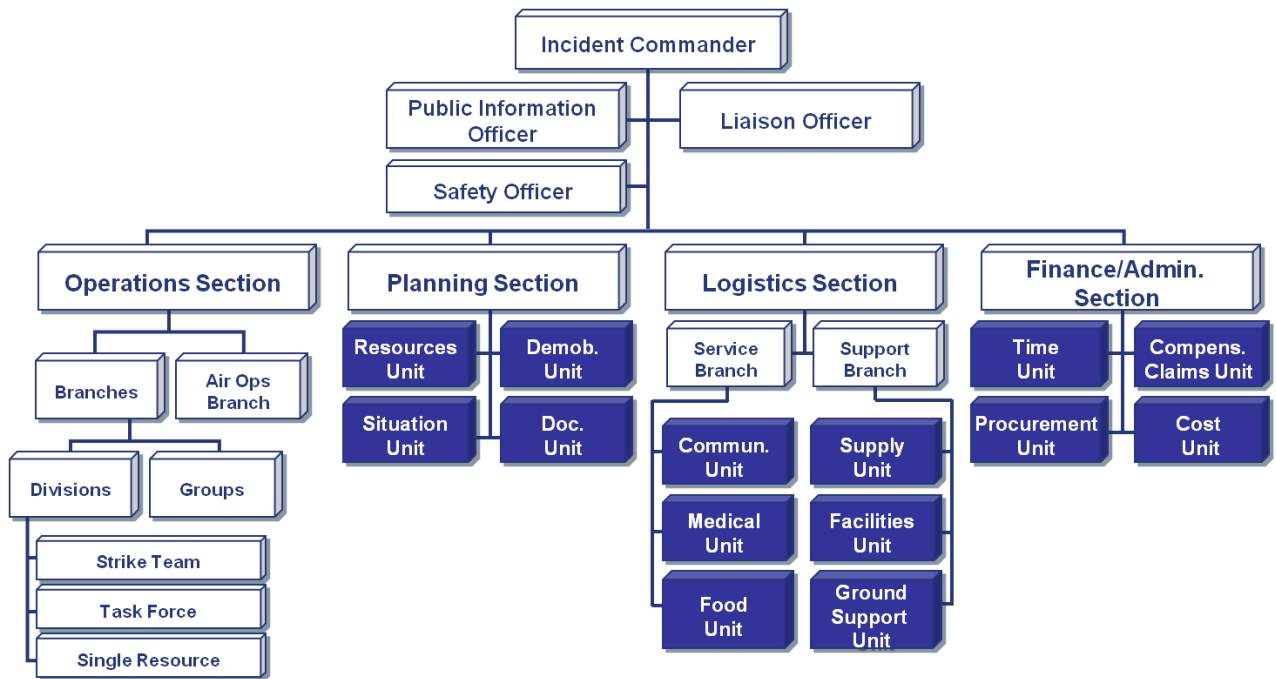 Incident Commander
Public Information
Officer
Liaison Officer
Safety Officer
Operations Section
Planning Section
Logistics Section
Finance/Admin.
Section
Branches
Air Ops
Branch
Divisions
Groups
Strike Team
Task Force
Single Resource
Resources
Unit
Demob.
Unit
Situation
Unit
Doc.
Unit
Service
Branch
Support
Branch
Commun.
Unit
Supply
Unit
Medical
Unit
Facilities
Unit
Food
Unit
Ground
Support
Unit
Time
Unit
Compens.
Claims Unit
Procurement
Unit
Cost
Unit